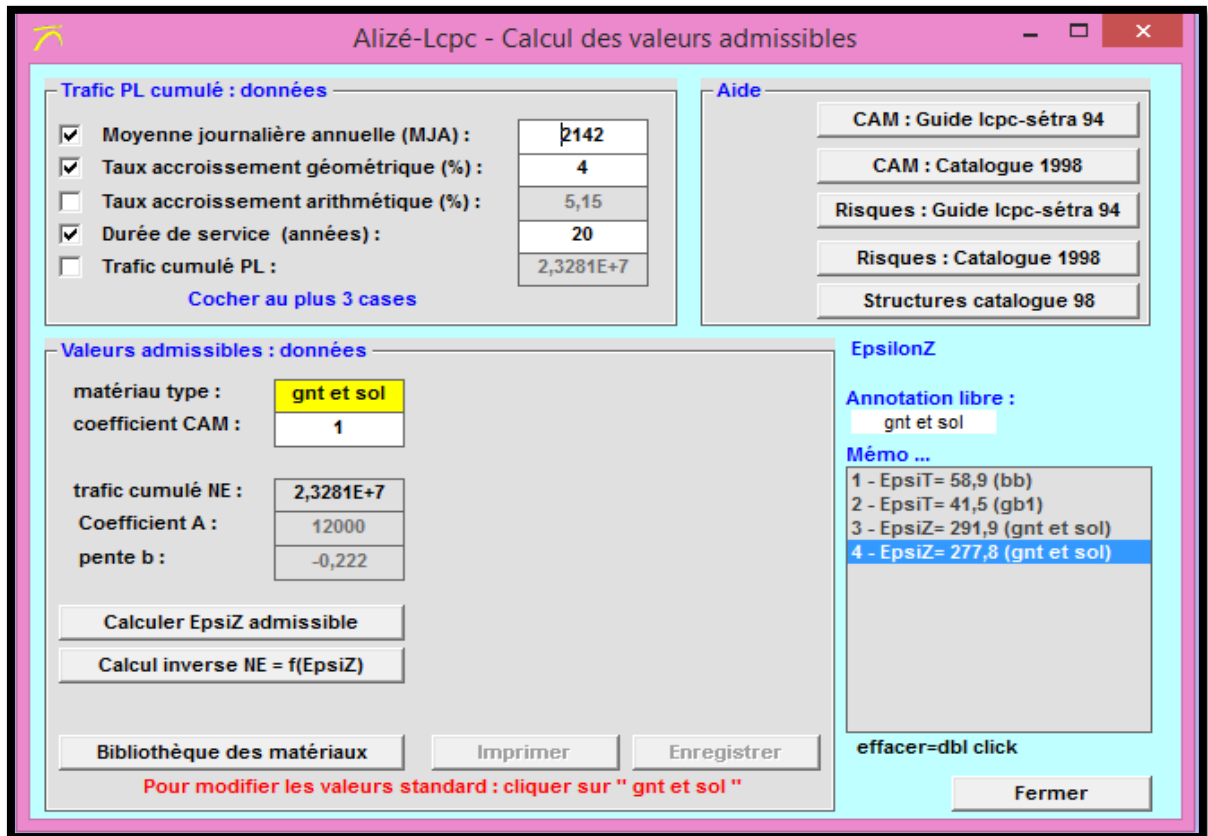 Alizé-Lcpc - Calcul des valeurs admissibles
Trafic PL cumulé : données
Moyenne journalière annuelle (MJA) : 2142
Taux accroissement géométrique (%) : 4
Taux accroissement arithmétique (%) : 5,15
Durée de service (années) : 20
Trafic cumulé PL : 2,3281E+7
Cocher au plus 3 cases
Aide
CAM : Guide lcpc-sétra 94
CAM : Catalogue 1998
Risques : Guide lcpc-sétra 94
Risques : Catalogue 1998
Structures catalogue 98
Valeurs admissibles : données
matériau type : gnt et sol
coefficient CAM : 1
trafic cumulé NE : 2,3281E+7
Coefficient A : 12000
pente b : -0,222
Calculer EpsiZ admissible
Calcul inverse NE = f(EpsiZ)
Bibliothèque des matériaux
Imprimer
Enregistrer
Pour modifier les valeurs standard : cliquer sur " gnt et sol "
EpsilonZ
Annotation libre :
gnt et sol
Mémo ...
1 - EpsiT= 58,9 (bb)
2 - EpsiT= 41,5 (gb1)
3 - EpsiZ= 291,9 (gnt et sol)
4 - EpsiZ= 277,8 (gnt et sol)
effacer=dbl click
Fermer